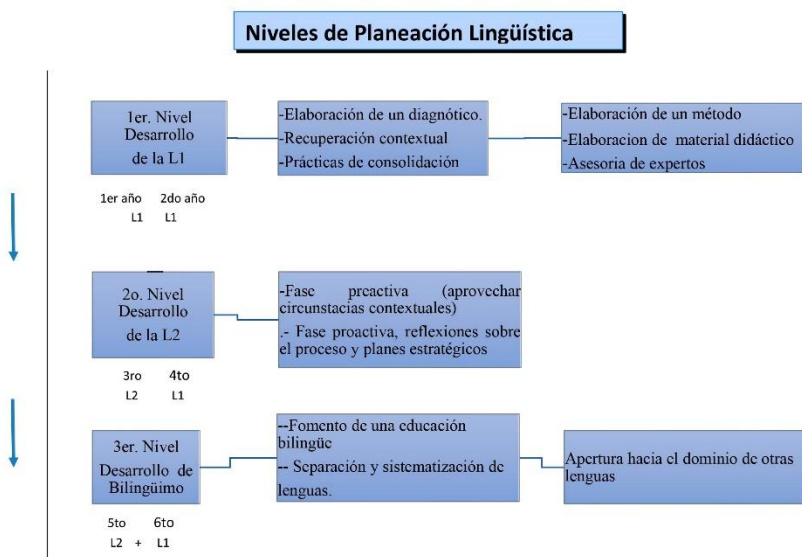 Niveles de Planeación Lingüística
1er. Nivel
Desarrollo
de la L1
-Elaboración de un diagnótico.
-Recuperación contextual
-Prácticas de consolidación
-Elaboración de un método
-Elaboracion de material didáctico
-Asesoria de expertos
1er año 2do año
L1 L1
2o. Nivel
Desarrollo
de la L2
-Fase preactiva (aprovechar
circunstacias contextuales)
.- Fase proactiva, reflexiones sobre
el proceso y planes estratégicos
3ro 4to
L2 L1
3er. Nivel
Desarrollo de
Bilingüimo
--Fomento de una educación
bilingüe
-- Separación y sistematización de
lenguas.
Apertura hacia el dominio de otras
lenguas
5to 6to
L2 + L1